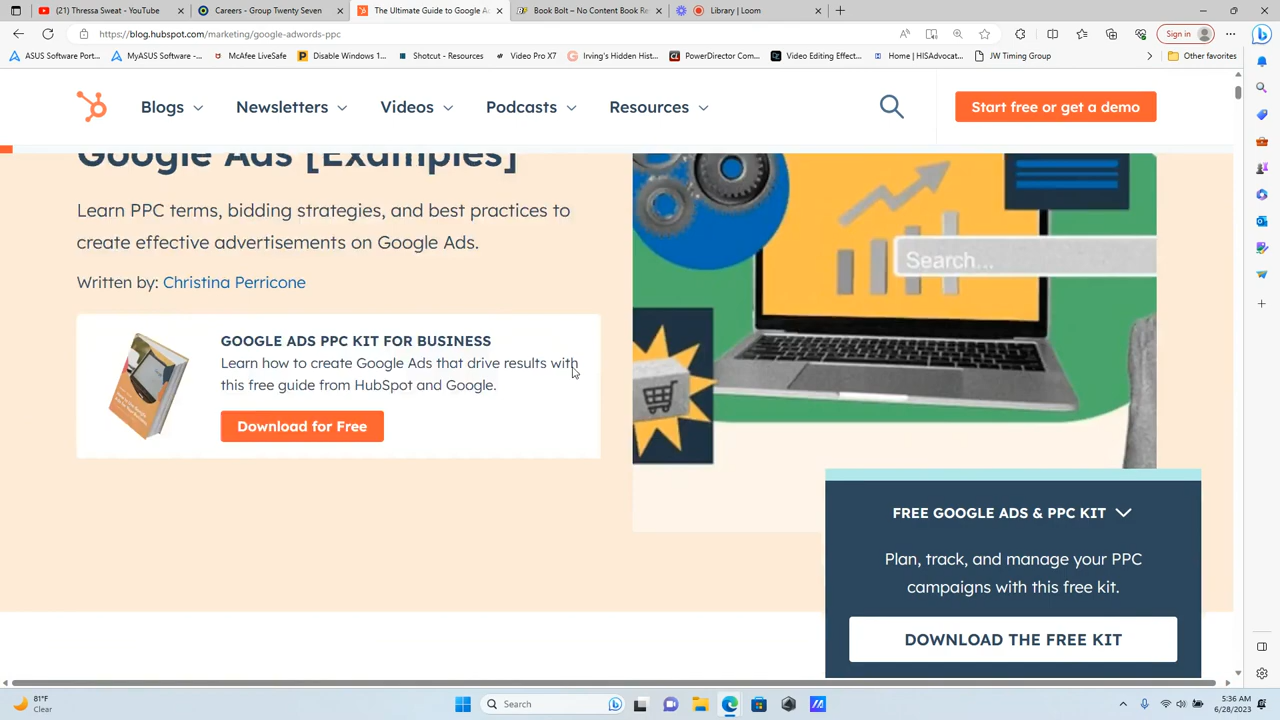 (21) Thressa Sweat - YouTube
Careers - Group Twenty Seven
The Ultimate Guide to Google Ad
Book Bolt – No Content Book Re
Library | Loom
https://blog.hubspot.com/marketing/google-adwords-ppc
Sign in
ASUS Software Port...
MyASUS Software -...
McAfee LiveSafe
Disable Windows 1...
Shotcut - Resources
Video Pro X7
Irving's Hidden Hist...
PowerDirector Com...
Video Editing Effect...
Home | HISAdvocat...
JW Timing Group
Other favorites
Blogs
Newsletters
Videos
Podcasts
Resources
Start free or get a demo
Google Ads [Examples]
Learn PPC terms, bidding strategies, and best practices to
create effective advertisements on Google Ads.
Written by: Christina Perricone
GOOGLE ADS PPC KIT FOR BUSINESS
Learn how to create Google Ads that drive results with
this free guide from HubSpot and Google.
Download for Free
Search...
FREE GOOGLE ADS & PPC KIT
Plan, track, and manage your PPC
campaigns with this free kit.
DOWNLOAD THE FREE KIT
81°F
Clear
Search
5:36 AM
6/28/2023